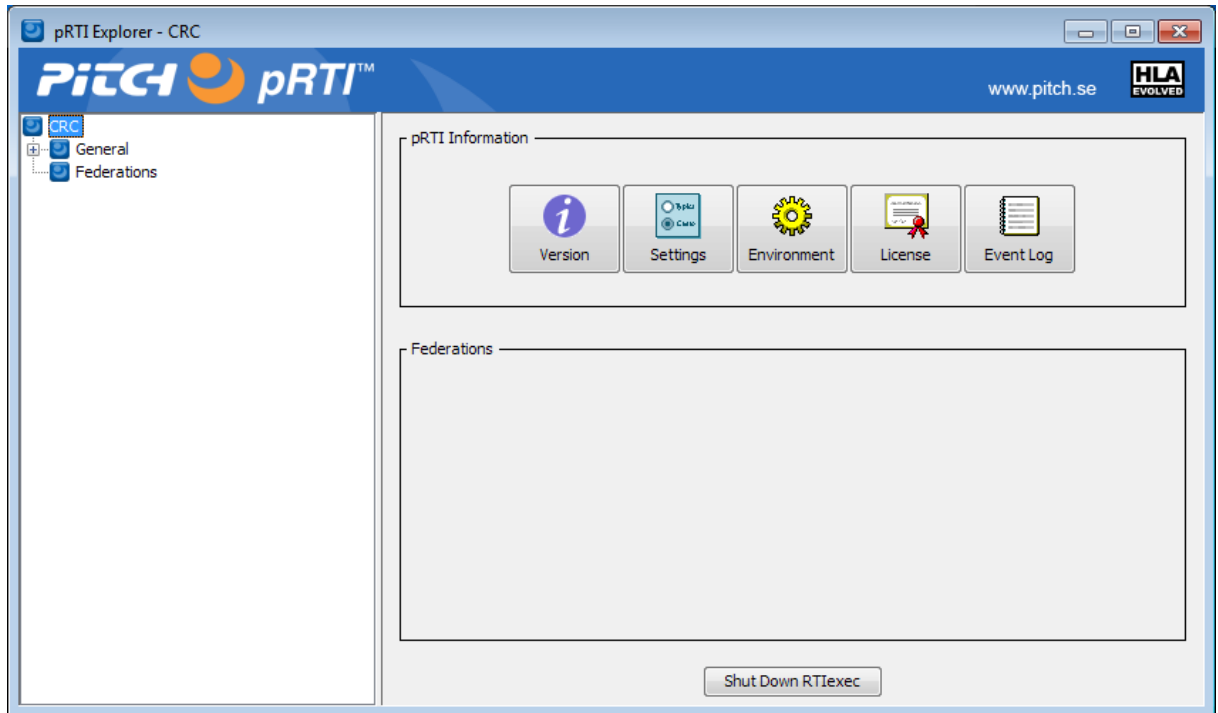 pRTI Explorer - CRC
PITCH pRTI™
www.pitch.se
HLA
EVOLVED
CRC
General
Federations
pRTI Information
Version
Settings
Environment
License
Event Log
Federations
Shut Down RTIexec